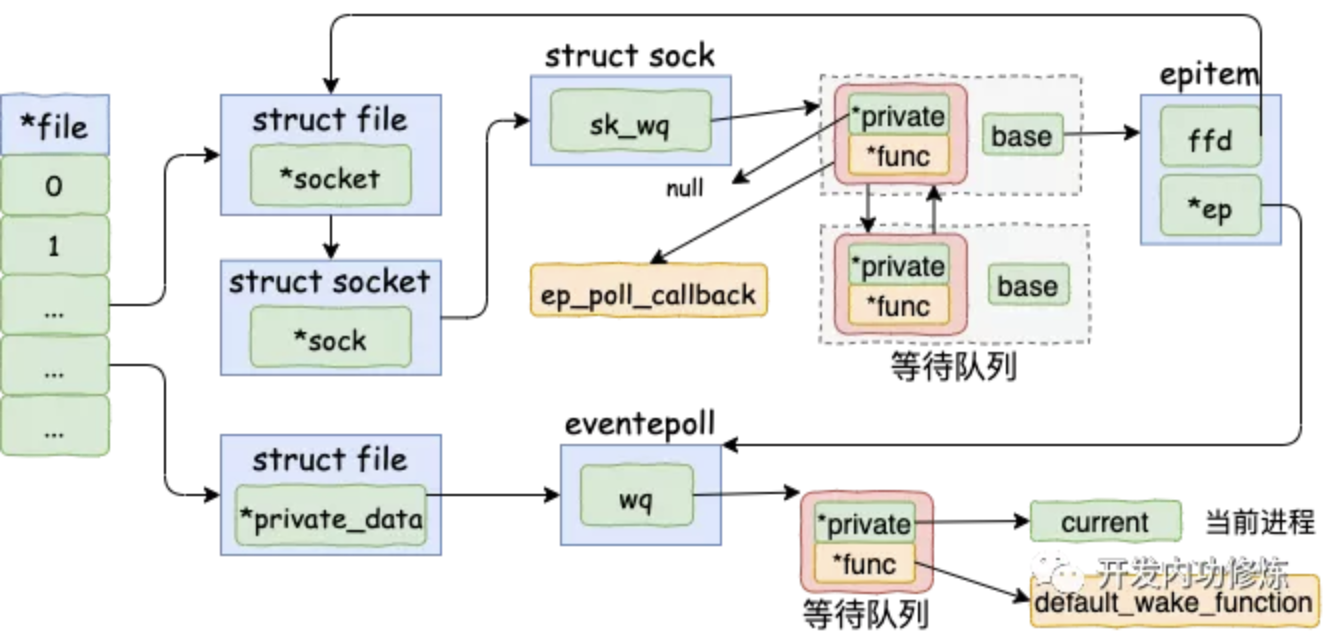 *file
0
1
...
...
...
struct file
*socket
struct socket
*sock
struct sock
sk_wq
null
ep_poll_callback
*private
*func
base
*private
*func
base
等待队列
epitem
ffd
*ep
struct file
*private_data
eventepoll
wq
*private
*func
等待队列
current
当前进程
开发内功修炼
default_wake_function